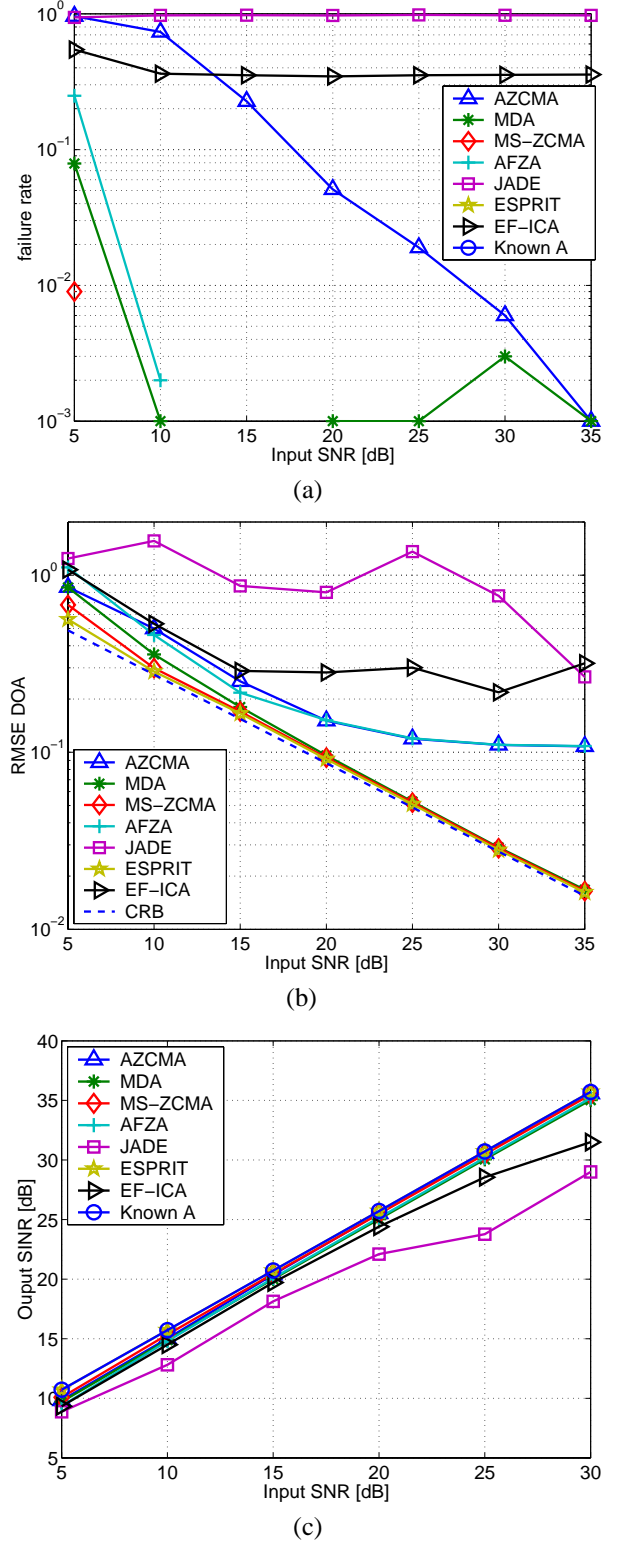 10^0
10^-1
10^-2
10^-3
failure rate
AZCMA
MDA
MS-ZCMA
AFZA
JADE
ESPRIT
EF-ICA
Known A
5 10 15 20 25 30 35
Input SNR [dB]
(a)
10^0
10^-1
10^-2
RMSE DOA
AZCMA
MDA
MS-ZCMA
AFZA
JADE
ESPRIT
EF-ICA
CRB
5 10 15 20 25 30 35
Input SNR [dB]
(b)
40
35
30
25
20
15
10
5
Ouput SINR [dB]
AZCMA
MDA
MS-ZCMA
AFZA
JADE
ESPRIT
EF-ICA
Known A
5 10 15 20 25 30
Input SNR [dB]
(c)